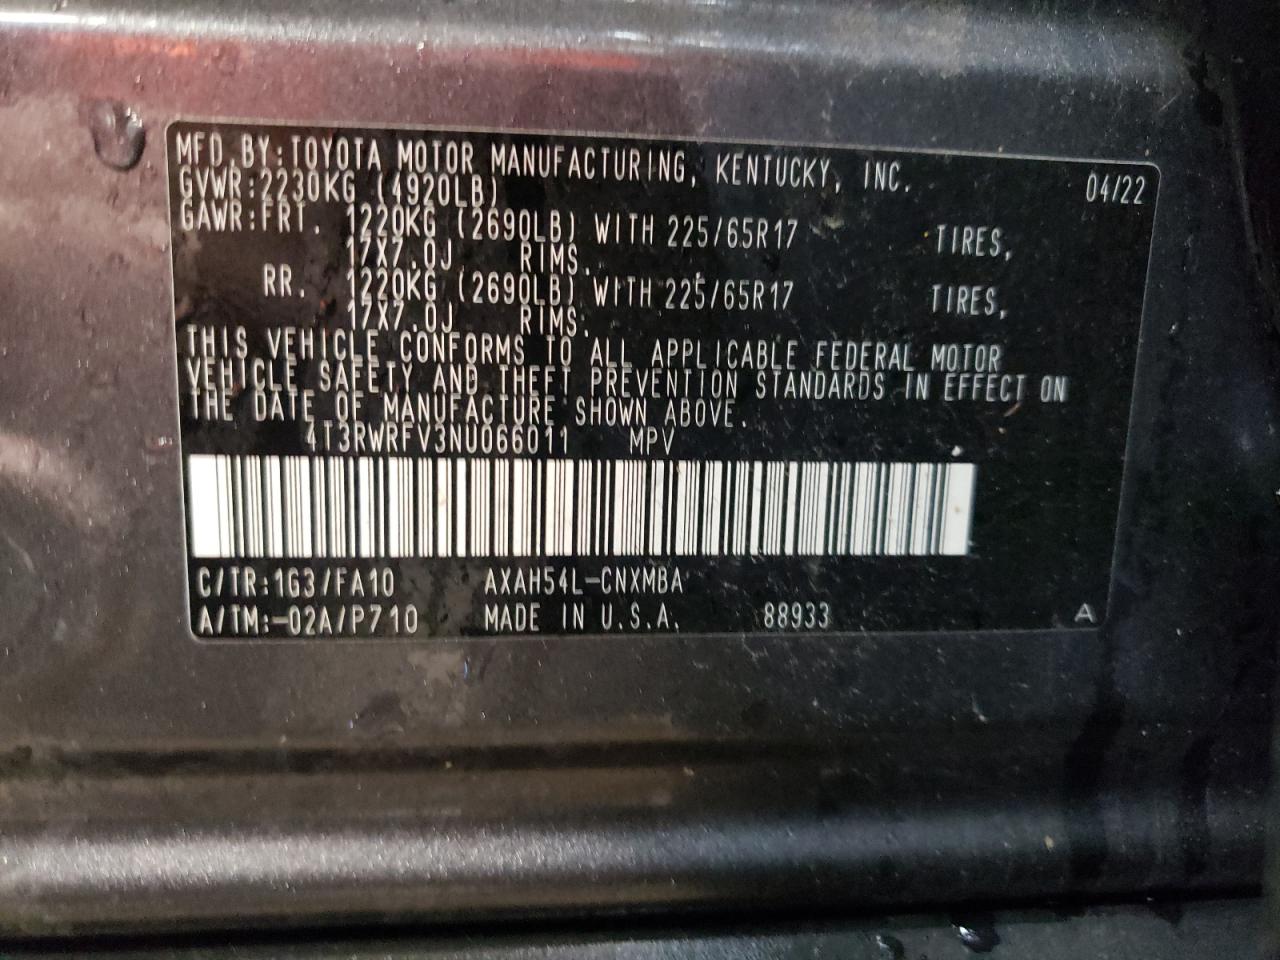 MFD.BY:TOYOTA MOTOR MANUFACTURING, KENTUCKY, INC. 04/22
GVWR:2230KG (4920LB)
GAWR:FRT. 1220KG (2690LB) WITH 225/65R17 TIRES,
17X7.0J RIMS.
RR. 1220KG (2690LB) WITH 225/65R17 TIRES,
17X7.0J RIMS.
THIS VEHICLE CONFORMS TO ALL APPLICABLE FEDERAL MOTOR
VEHICLE SAFETY AND THEFT PREVENTION STANDARDS IN EFFECT ON
THE DATE OF MANUFACTURE SHOWN ABOVE.
4T3RWRFV3NU066011 MPV
C/TR:1G3/FA10 AXAH54L-CNXMBA
A/TM:-02A/P710 MADE IN U.S.A. 88933 A